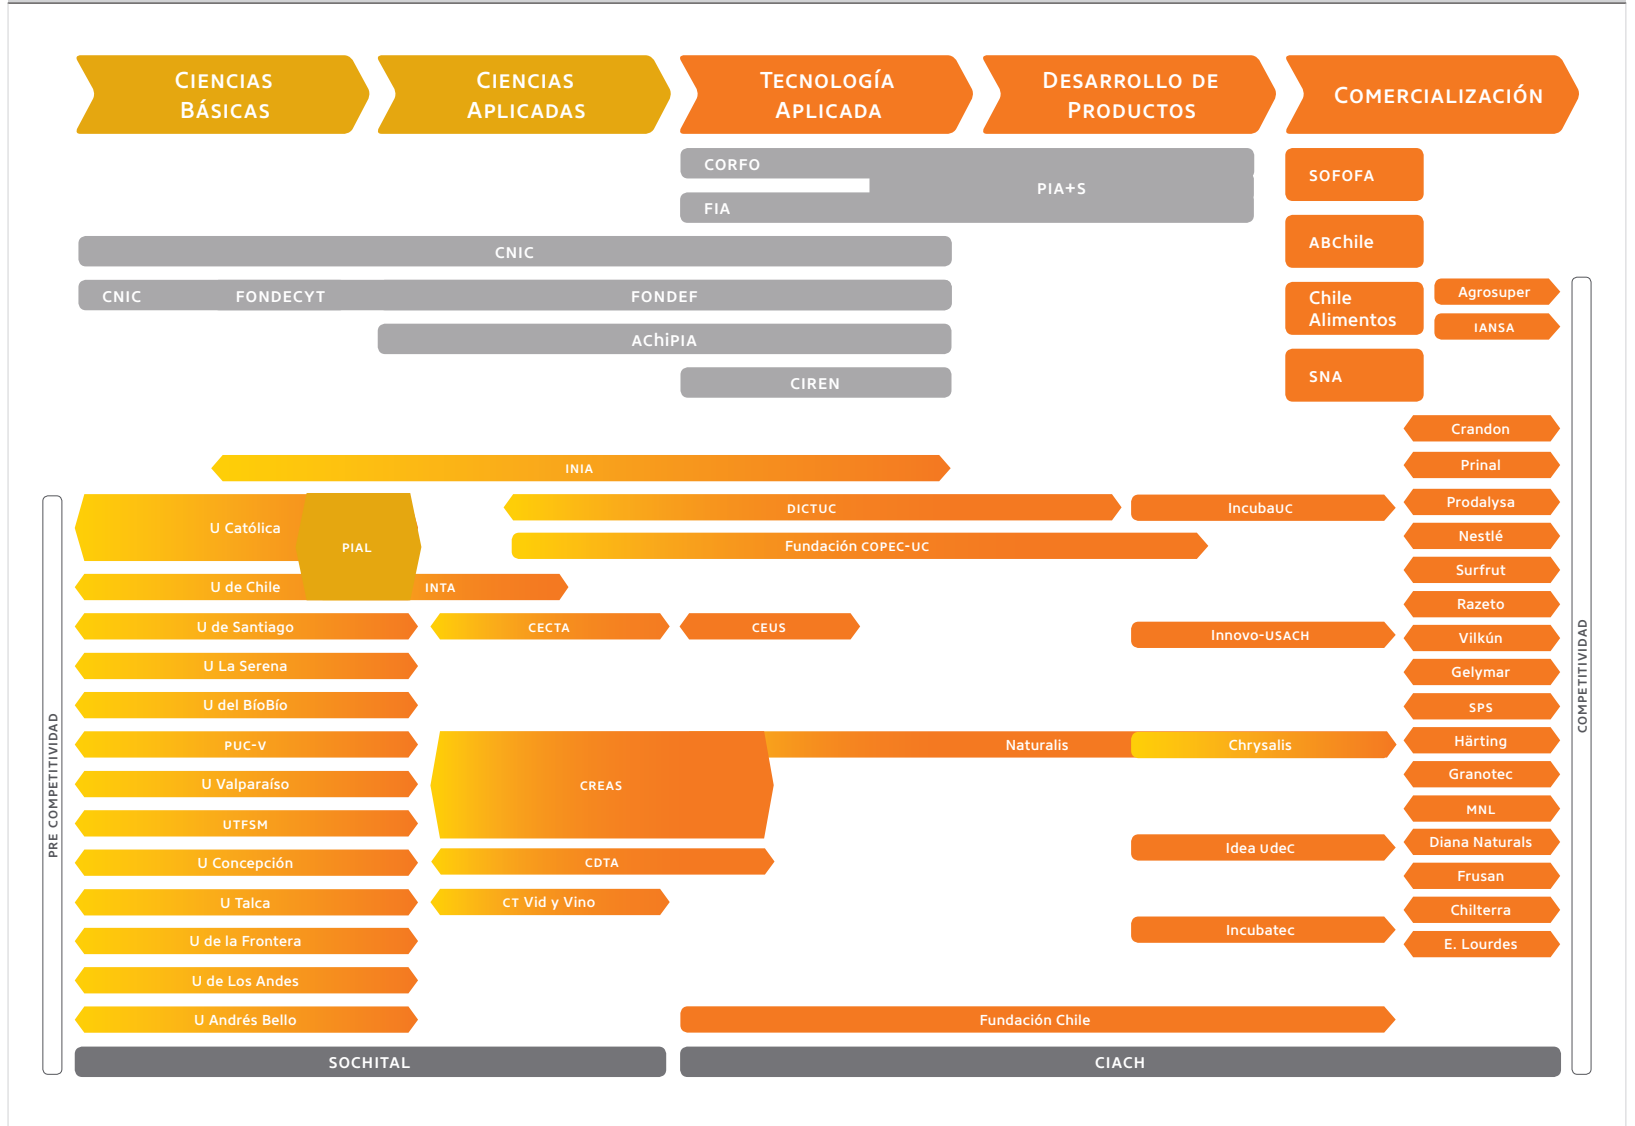 CIENCIAS
BÁSICAS
CIENCIAS
APLICADAS
TECNOLOGÍA
APLICADA
DESARROLLO DE
PRODUCTOS
COMERCIALIZACIÓN
CORFO
PIA+S
FIA
CNIC
CNIC
FONDECYT
FONDEF
AChiPIA
CIREN
SOFOFA
ABChile
Chile
Alimentos
SNA
Agrosuper
IANSA
INIA
U Católica
PIAL
DICTUC
IncubaUC
Fundación COPEC-UC
U de Chile
INTA
U de Santiago
CECTA
CEUS
Innovo-USACH
U La Serena
U del BíoBío
PUC-V
U Valparaíso
UTFSM
CREAS
Naturalis
Chrysalis
U Concepción
CDTA
Idea Udec
U Talca
CT Vid y Vino
U de la Frontera
Incubatec
U de Los Andes
U Andrés Bello
Fundación Chile
Crandon
Prinal
Prodalysa
Nestlé
Surfrut
Razeto
Vilkún
Gelymar
SPS
Härting
Granotec
MNL
Diana Naturals
Frusan
Chilterra
E. Lourdes
PRE COMPETITIVIDAD
COMPETITIVIDAD
SOCHITAL
CIACH